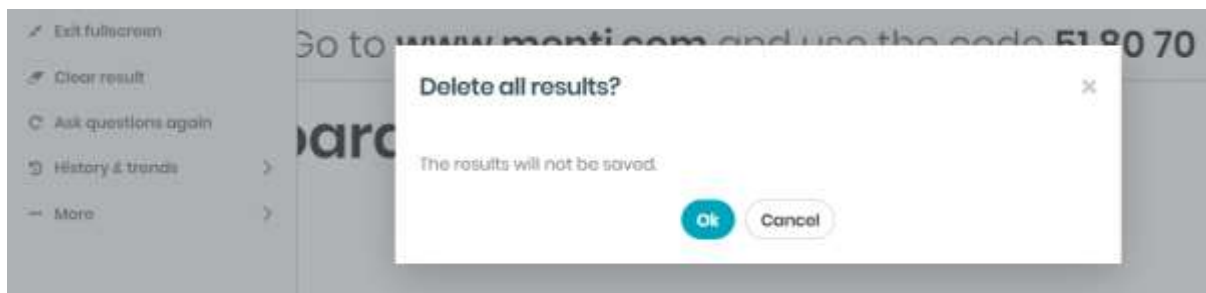 Exit fullscreen
Clear result
Ask questions again
History & trends
More
Go to www.menti.com and use the code 51 80 70
Delete all results?
The results will not be saved.
Ok
Cancel